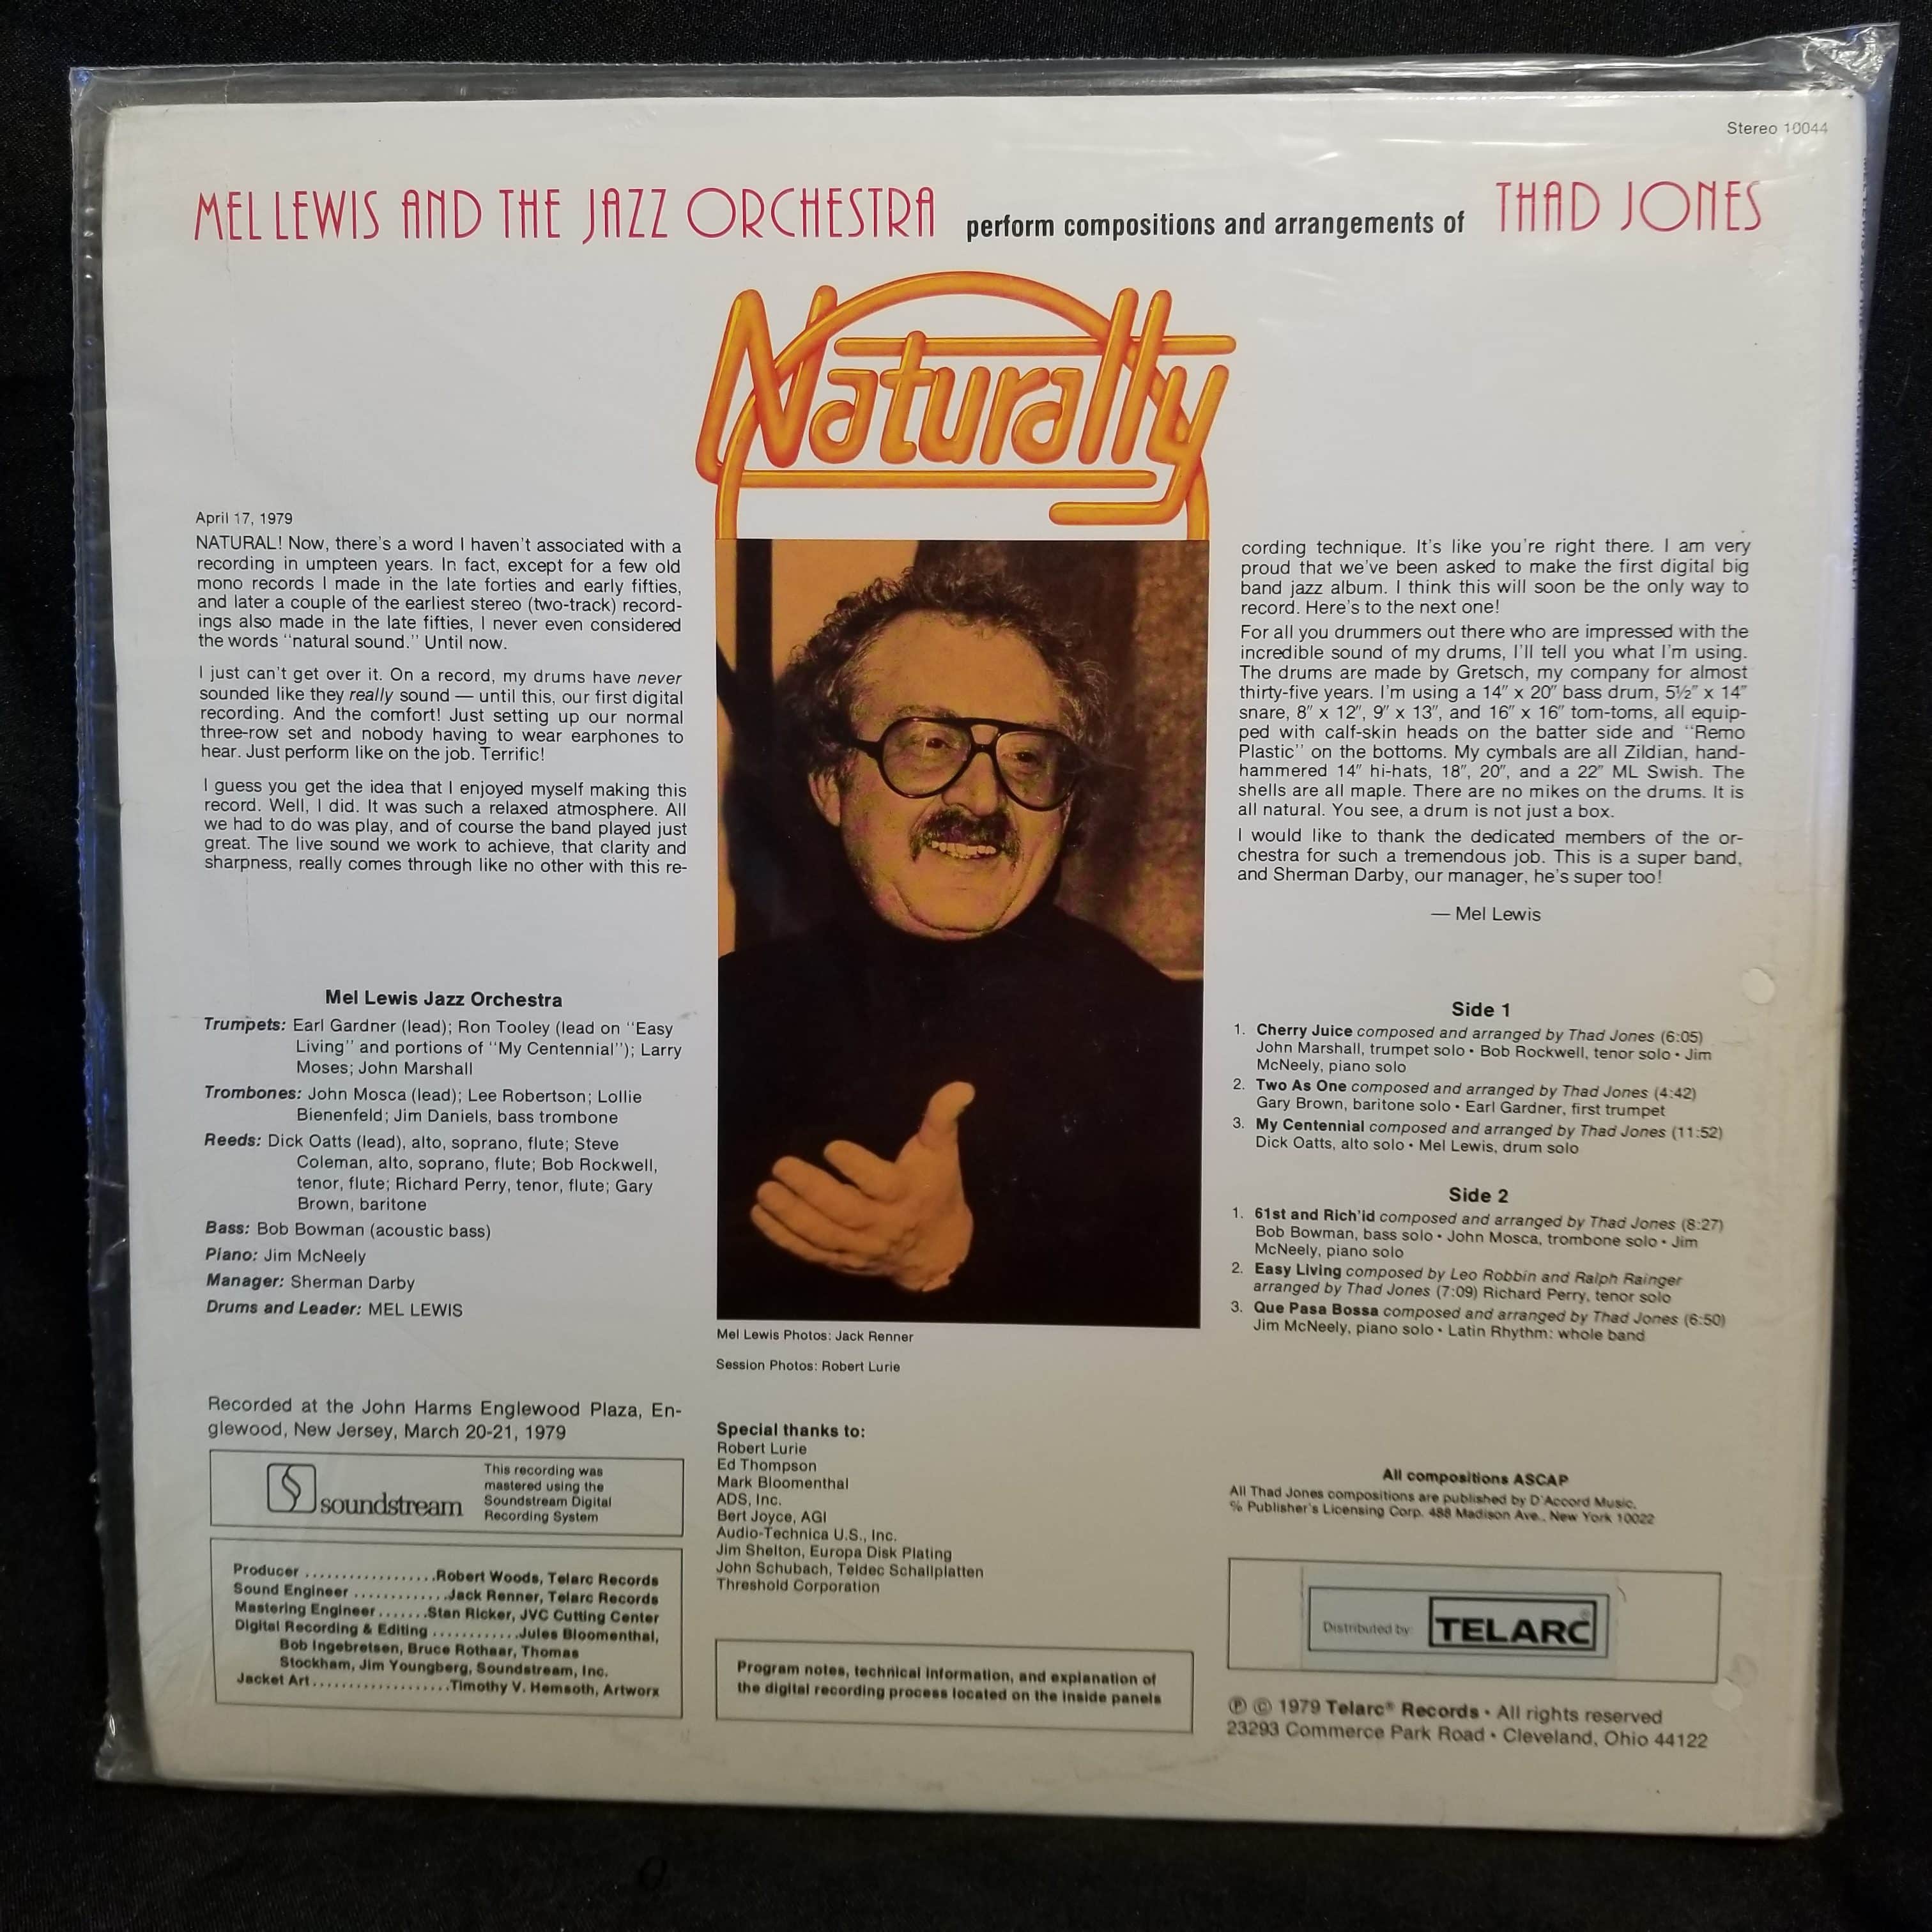 Stereo 10044
MEL LEWIS AND THE JAZZ ORCHESTRA perform compositions and arrangements of THAD JONES
Naturally
April 17, 1979
NATURAL! Now, there's a word I haven't associated with a
recording in umpteen years. In fact, except for a few old
mono records I made in the late forties and early fifties,
and later a couple of the earliest stereo (two-track) record-
ings also made in the late fifties, I never even considered
the words "natural sound." Until now.
I just can't get over it. On a record, my drums have never
sounded like they really sound — until this, our first digital
recording. And the comfort! Just setting up our normal
three-row set and nobody having to wear earphones to
hear. Just perform like on the job. Terrific!
I guess you get the idea that I enjoyed myself making this
record. Well, I did. It was such a relaxed atmosphere. All
we had to do was play, and of course the band played just
great. The live sound we work to achieve, that clarity and
sharpness, really comes through like no other with this re-
cording technique. It's like you're right there. I am very
proud that we've been asked to make the first digital big
band jazz album. I think this will soon be the only way to
record. Here's to the next one!
For all you drummers out there who are impressed with the
incredible sound of my drums, I'll tell you what I'm using.
The drums are made by Gretsch, my company for almost
thirty-five years. I'm using a 14" x 20" bass drum, 5½" x 14"
snare, 8" x 12", 9" x 13", and 16" x 16" tom-toms, all equip-
ped with calf-skin heads on the batter side and "Remo
Plastic" on the bottoms. My cymbals are all Zildian, hand-
hammered 14" hi-hats, 18", 20", and a 22" ML Swish. The
shells are all maple. There are no mikes on the drums. It is
all natural. You see, a drum is not just a box.
I would like to thank the dedicated members of the or-
chestra for such a tremendous job. This is a super band,
and Sherman Darby, our manager, he's super too!
— Mel Lewis
Mel Lewis Jazz Orchestra
Trumpets: Earl Gardner (lead); Ron Tooley (lead on "Easy
Living" and portions of "My Centennial"); Larry
Moses; John Marshall
Trombones: John Mosca (lead); Lee Robertson; Lollie
Bienenfeld; Jim Daniels, bass trombone
Reeds: Dick Oatts (lead), alto, soprano, flute; Steve
Coleman, alto, soprano, flute; Bob Rockwell,
tenor, flute; Richard Perry, tenor, flute; Gary
Brown, baritone
Bass: Bob Bowman (acoustic bass)
Piano: Jim McNeely
Manager: Sherman Darby
Drums and Leader: MEL LEWIS
Side 1
1. Cherry Juice composed and arranged by Thad Jones (6:05)
John Marshall, trumpet solo • Bob Rockwell, tenor solo • Jim
McNeely, piano solo
2. Two As One composed and arranged by Thad Jones (4:42)
Gary Brown, baritone solo • Earl Gardner, first trumpet
3. My Centennial composed and arranged by Thad Jones (11:52)
Dick Oatts, alto solo • Mel Lewis, drum solo
Side 2
1. 61st and Rich'id composed and arranged by Thad Jones (8:27)
Bob Bowman, bass solo • John Mosca, trombone solo • Jim
McNeely, piano solo
2. Easy Living composed by Leo Robbin and Ralph Rainger
arranged by Thad Jones (7:09) Richard Perry, tenor solo
3. Que Pasa Bossa composed and arranged by Thad Jones (6:50)
Jim McNeely, piano solo • Latin Rhythm: whole band
Mel Lewis Photos: Jack Renner
Session Photos: Robert Lurie
Recorded at the John Harms Englewood Plaza, En-
glewood, New Jersey, March 20-21, 1979
soundstream
This recording was
mastered using the
Soundstream Digital
Recording System
Producer ..................Robert Woods, Telarc Records
Sound Engineer .............Jack Renner, Telarc Records
Mastering Engineer.......Stan Ricker, JVC Cutting Center
Digital Recording & Editing ............Jules Bloomenthal,
Bob Ingebretsen, Bruce Rothaar, Thomas
Stockham, Jim Youngberg, Soundstream, Inc.
Jacket Art...................Timothy V. Hemsoth, Artworx
Special thanks to:
Robert Lurie
Ed Thompson
Mark Bloomenthal
ADS, Inc.
Bert Joyce, AGI
Audio-Technica U.S., Inc.
Jim Shelton, Europa Disk Plating
John Schubach, Teldec Schallplatten
Threshold Corporation
Program notes, technical information, and explanation of
the digital recording process located on the inside panels
All compositions ASCAP
All Thad Jones compositions are published by D'Accord Music,
% Publisher's Licensing Corp. 488 Madison Ave., New York 10022
Distributed by TELARC®
℗ © 1979 Telarc® Records • All rights reserved
23293 Commerce Park Road • Cleveland, Ohio 44122